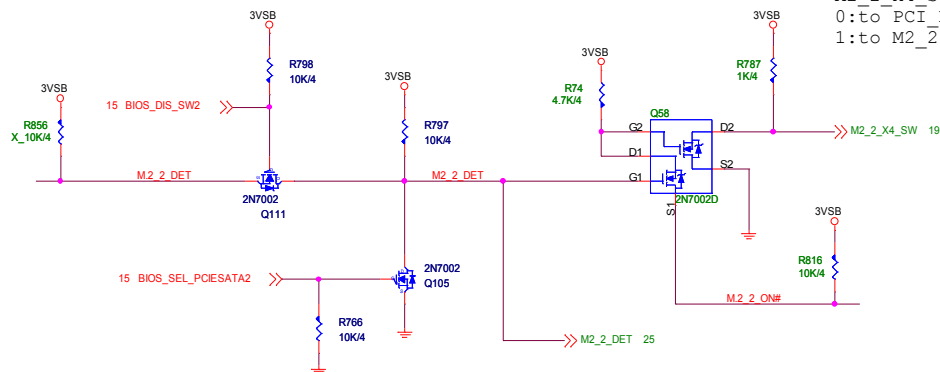 0:to PCI_
1:to M2_2
3VSB
3VSB
R798
10K/4
R787
1K/4
3VSB
R74
4.7K/4
3VSB
R856
X_10K/4
15 BIOS_DIS_SW2
3VSB
R797
10K/4
Q58
G2
D2
D1
S2
G1
S1
2N7002D
M2_2_X4_SW 19
M.2_2_DET
M2_2_DET
2N7002
Q111
3VSB
R816
10K/4
15 BIOS_SEL_PCIESATA2
2N7002
Q105
M.2_2_ON#
R766
10K/4
M2_2_DET 25